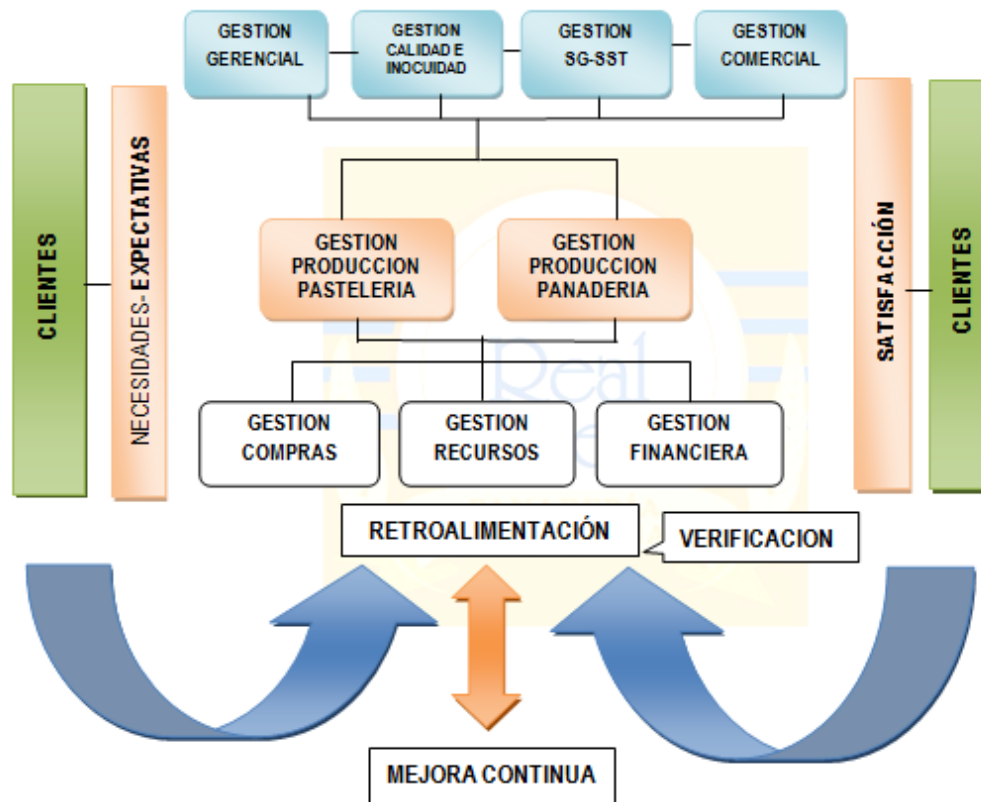 GESTION
GERENCIAL
GESTION
CALIDAD E
INOCUIDAD
GESTION
SG-SST
GESTION
COMERCIAL
CLIENTES
NECESIDADES- EXPECTATIVAS
GESTION
PRODUCCION
PASTELERIA
GESTION
PRODUCCION
PANADERIA
SATISFACCIÓN
CLIENTES
Real
GESTION
COMPRAS
GESTION
RECURSOS
GESTION
FINANCIERA
RETROALIMENTACIÓN
VERIFICACION
MEJORA CONTINUA